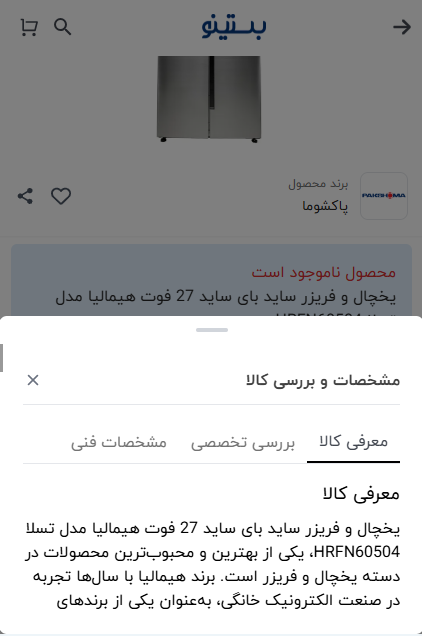 بستینو
برند محصول
پاکشوما
PAKSHOMA
محصول ناموجود است
یخچال و فریزر ساید بای ساید 27 فوت هیمالیا مدل
مشخصات و بررسی کالا
معرفی کالا
بررسی تخصصی
مشخصات فنی
معرفی کالا
یخچال و فریزر ساید بای ساید 27 فوت هیمالیا مدل تسلا
HRFN60504، یکی از بهترین و محبوب‌ترین محصولات در
دسته یخچال و فریزر است. برند هیمالیا با سال‌ها تجربه
در صنعت الکترونیک خانگی، به‌عنوان یکی از برندهای